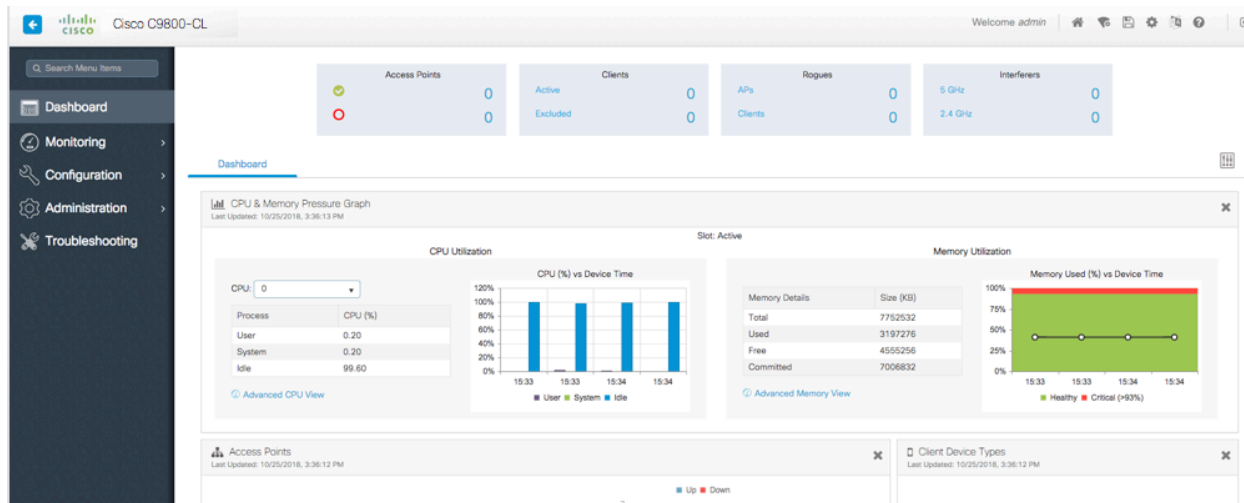 cisco
Cisco C9800-CL
Welcome admin
Search Menu Items
Dashboard
Monitoring
Configuration
Administration
Troubleshooting
Access Points
0
0
Clients
Active 0
Excluded 0
Rogues
APs 0
Clients 0
Interferers
5 GHz 0
2.4 GHz 0
Dashboard
CPU & Memory Pressure Graph
Last Updated: 10/25/2018, 3:36:13 PM
Slot: Active
CPU Utilization
CPU: 0
Process CPU (%)
User 0.20
System 0.20
Idle 99.60
Advanced CPU View
CPU (%) vs Device Time
120%
100%
80%
60%
40%
20%
0%
15:33 15:33 15:34 15:34
User System Idle
Memory Utilization
Memory Details Size (KB)
Total 7752532
Used 3197276
Free 4555256
Committed 7006832
Advanced Memory View
Memory Used (%) vs Device Time
100%
75%
50%
25%
0%
15:33 15:33 15:34 15:34
Healthy Critical (>93%)
Access Points
Last Updated: 10/25/2018, 3:36:12 PM
Up Down
Client Device Types
Last Updated: 10/25/2018, 3:36:12 PM